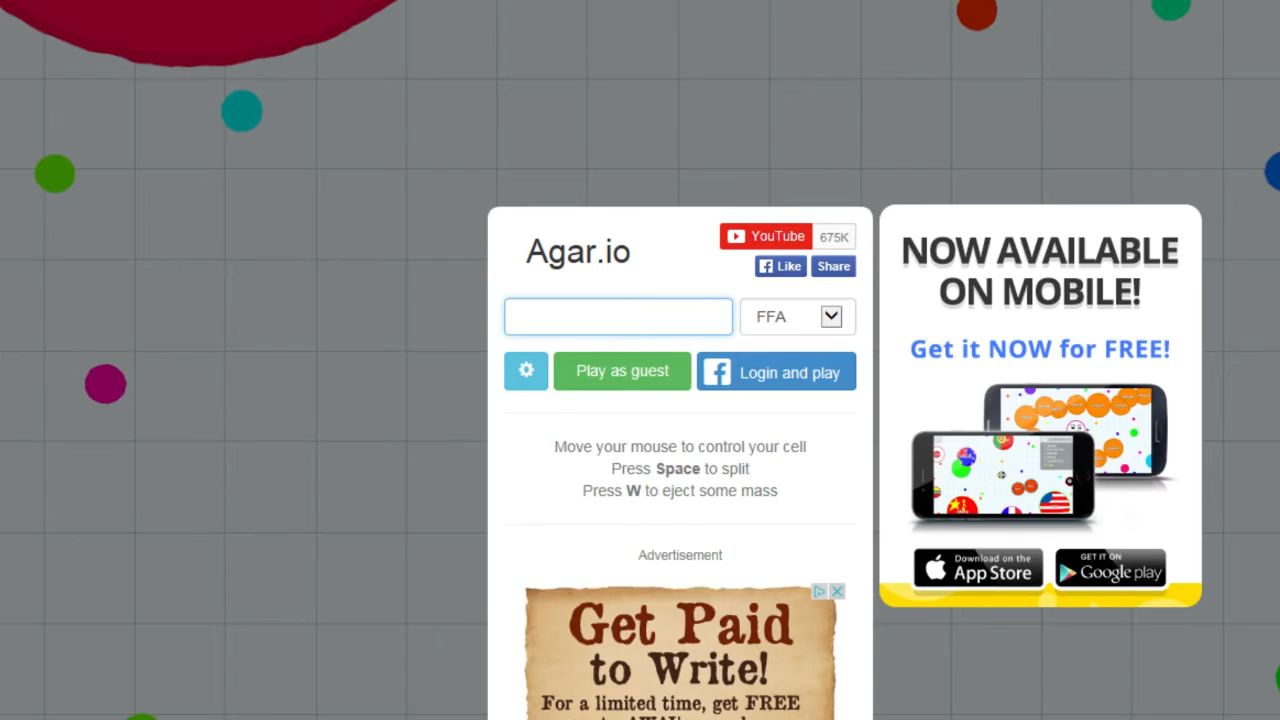 Agar.io
YouTube 675K
Like Share
FFA
Play as guest
Login and play
Move your mouse to control your cell
Press Space to split
Press W to eject some mass
Advertisement
Get Paid
to Write!
For a limited time, get FREE
NOW AVAILABLE
ON MOBILE!
Get it NOW for FREE!
Download on the
App Store
GET IT ON
Google play